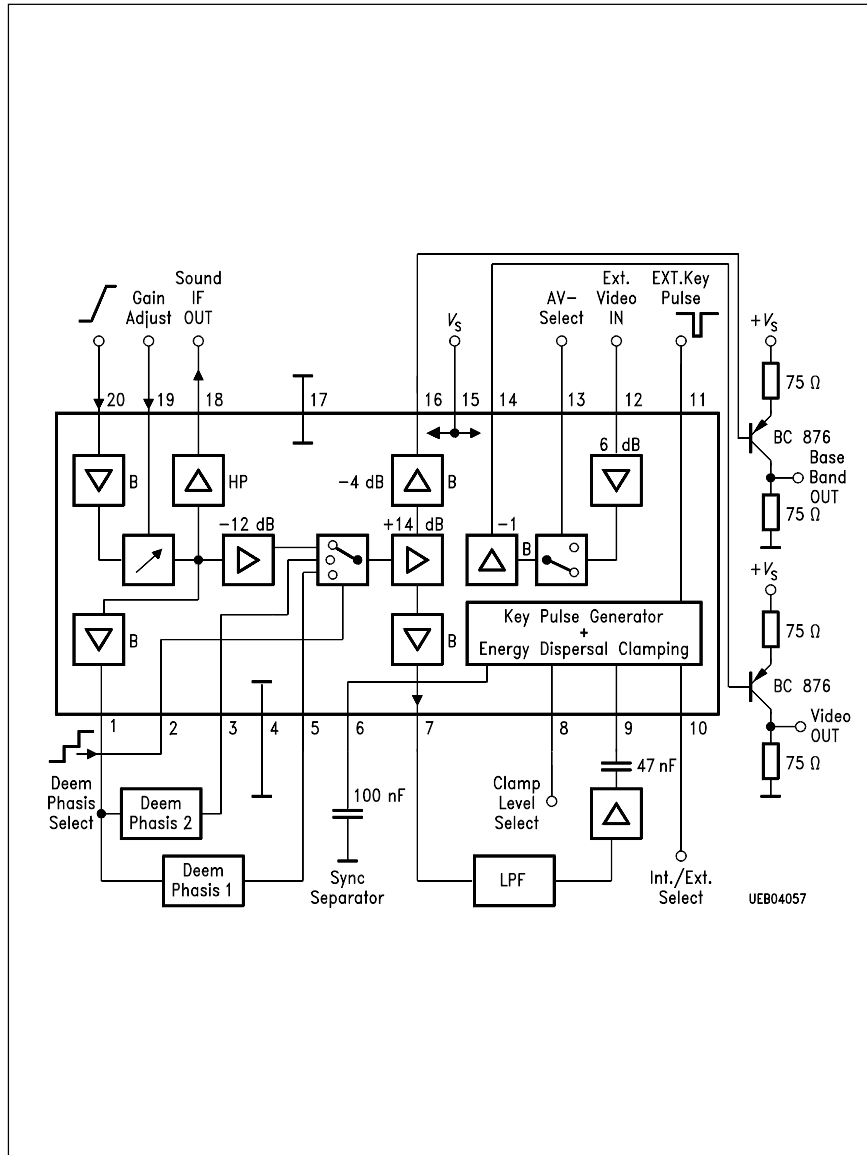 Sound
IF
OUT
Gain
Adjust
V_S
AV-
Select
Ext.
Video
IN
EXT.Key
Pulse
+V_S
75 Ω
20 19 18 17 16 15 14 13 12 11
BC 876
Base
Band
OUT
75 Ω
B
HP
-4 dB
B
6 dB
-12 dB
+14 dB
-1
B
+V_S
75 Ω
B
B
Key Pulse Generator
+
Energy Dispersal Clamping
BC 876
Video
OUT
75 Ω
1 2 3 4 5 6 7 8 9 10
Deem
Phasis
Select
Deem
Phasis 2
Deem
Phasis 1
100 nF
Sync
Separator
LPF
Clamp
Level
Select
47 nF
Int./Ext.
Select
UEB04057